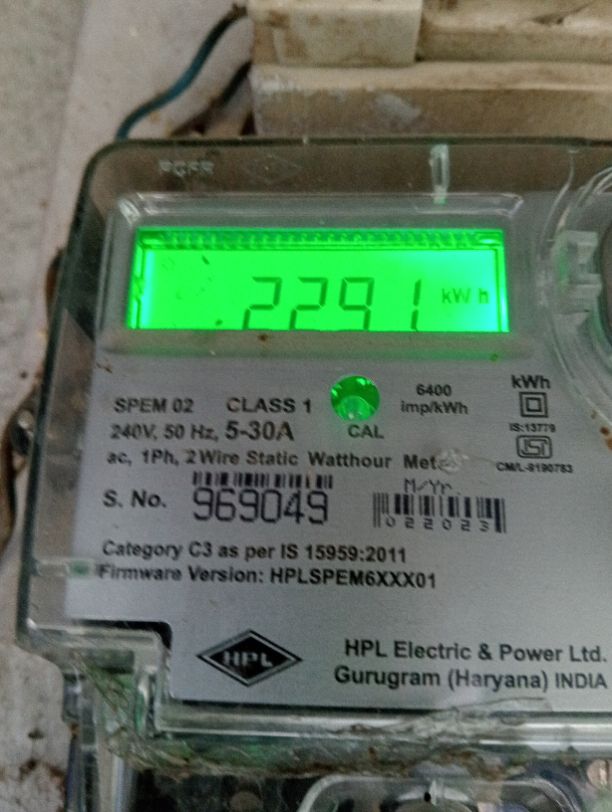 2291 kWh
SPEM 02 CLASS 1
6400 imp/kWh
kWh
240V, 50 Hz, 5-30A
CAL
IS:13779
ac, 1Ph, 2 Wire Static Watthour
CM/L-8190783
M/Yr.
S. No. 969049
022023
Category C3 as per IS 15959:2011
Firmware Version: HPLSPEM6XXX01
HPL
HPL Electric & Power Ltd.
Gurugram (Haryana) INDIA